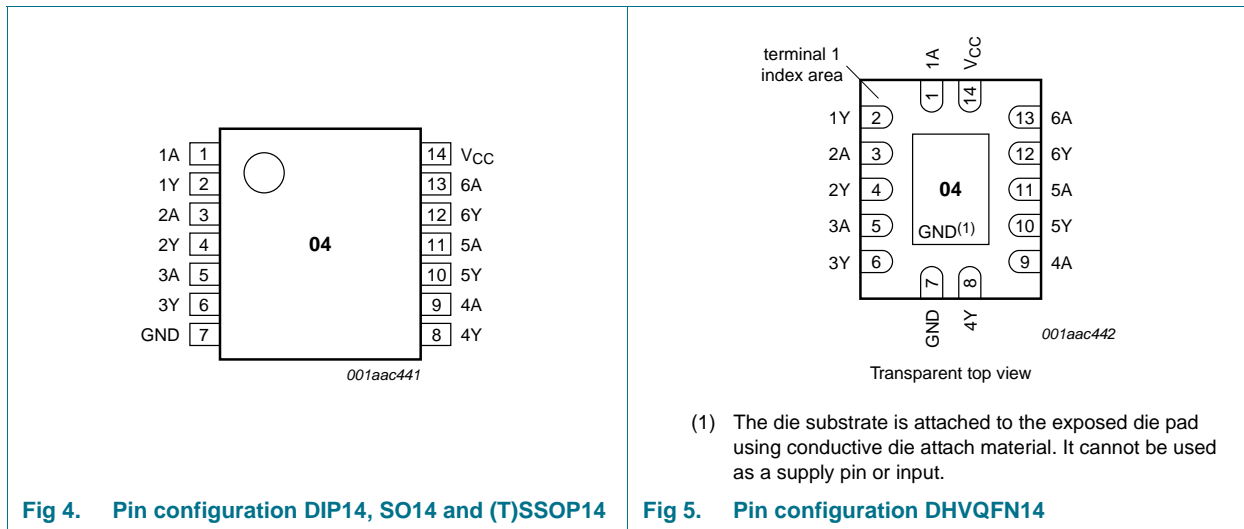 1A 1
1Y 2
2A 3
2Y 4
3A 5
3Y 6
GND 7
04
14 VCC
13 6A
12 6Y
11 5A
10 5Y
9 4A
8 4Y
001aac441
Fig 4. Pin configuration DIP14, SO14 and (T)SSOP14
terminal 1
index area
1A
VCC
1
14
1Y 2
2A 3
2Y 4
3A 5
3Y 6
04
GND(1)
13 6A
12 6Y
11 5A
10 5Y
9 4A
7
8
GND
4Y
001aac442
Transparent top view
(1) The die substrate is attached to the exposed die pad
using conductive die attach material. It cannot be used
as a supply pin or input.
Fig 5. Pin configuration DHVQFN14